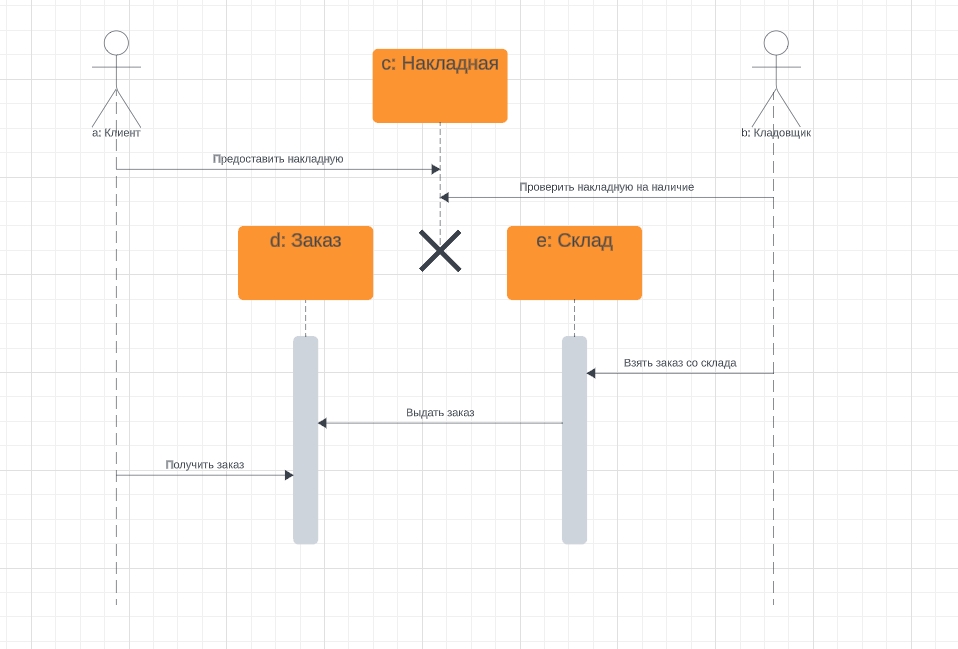 c: Накладная
a: Клиент
b: Кладовщик
Предоставить накладную
Проверить накладную на наличие
d: Заказ
e: Склад
Взять заказ со склада
Выдать заказ
Получить заказ